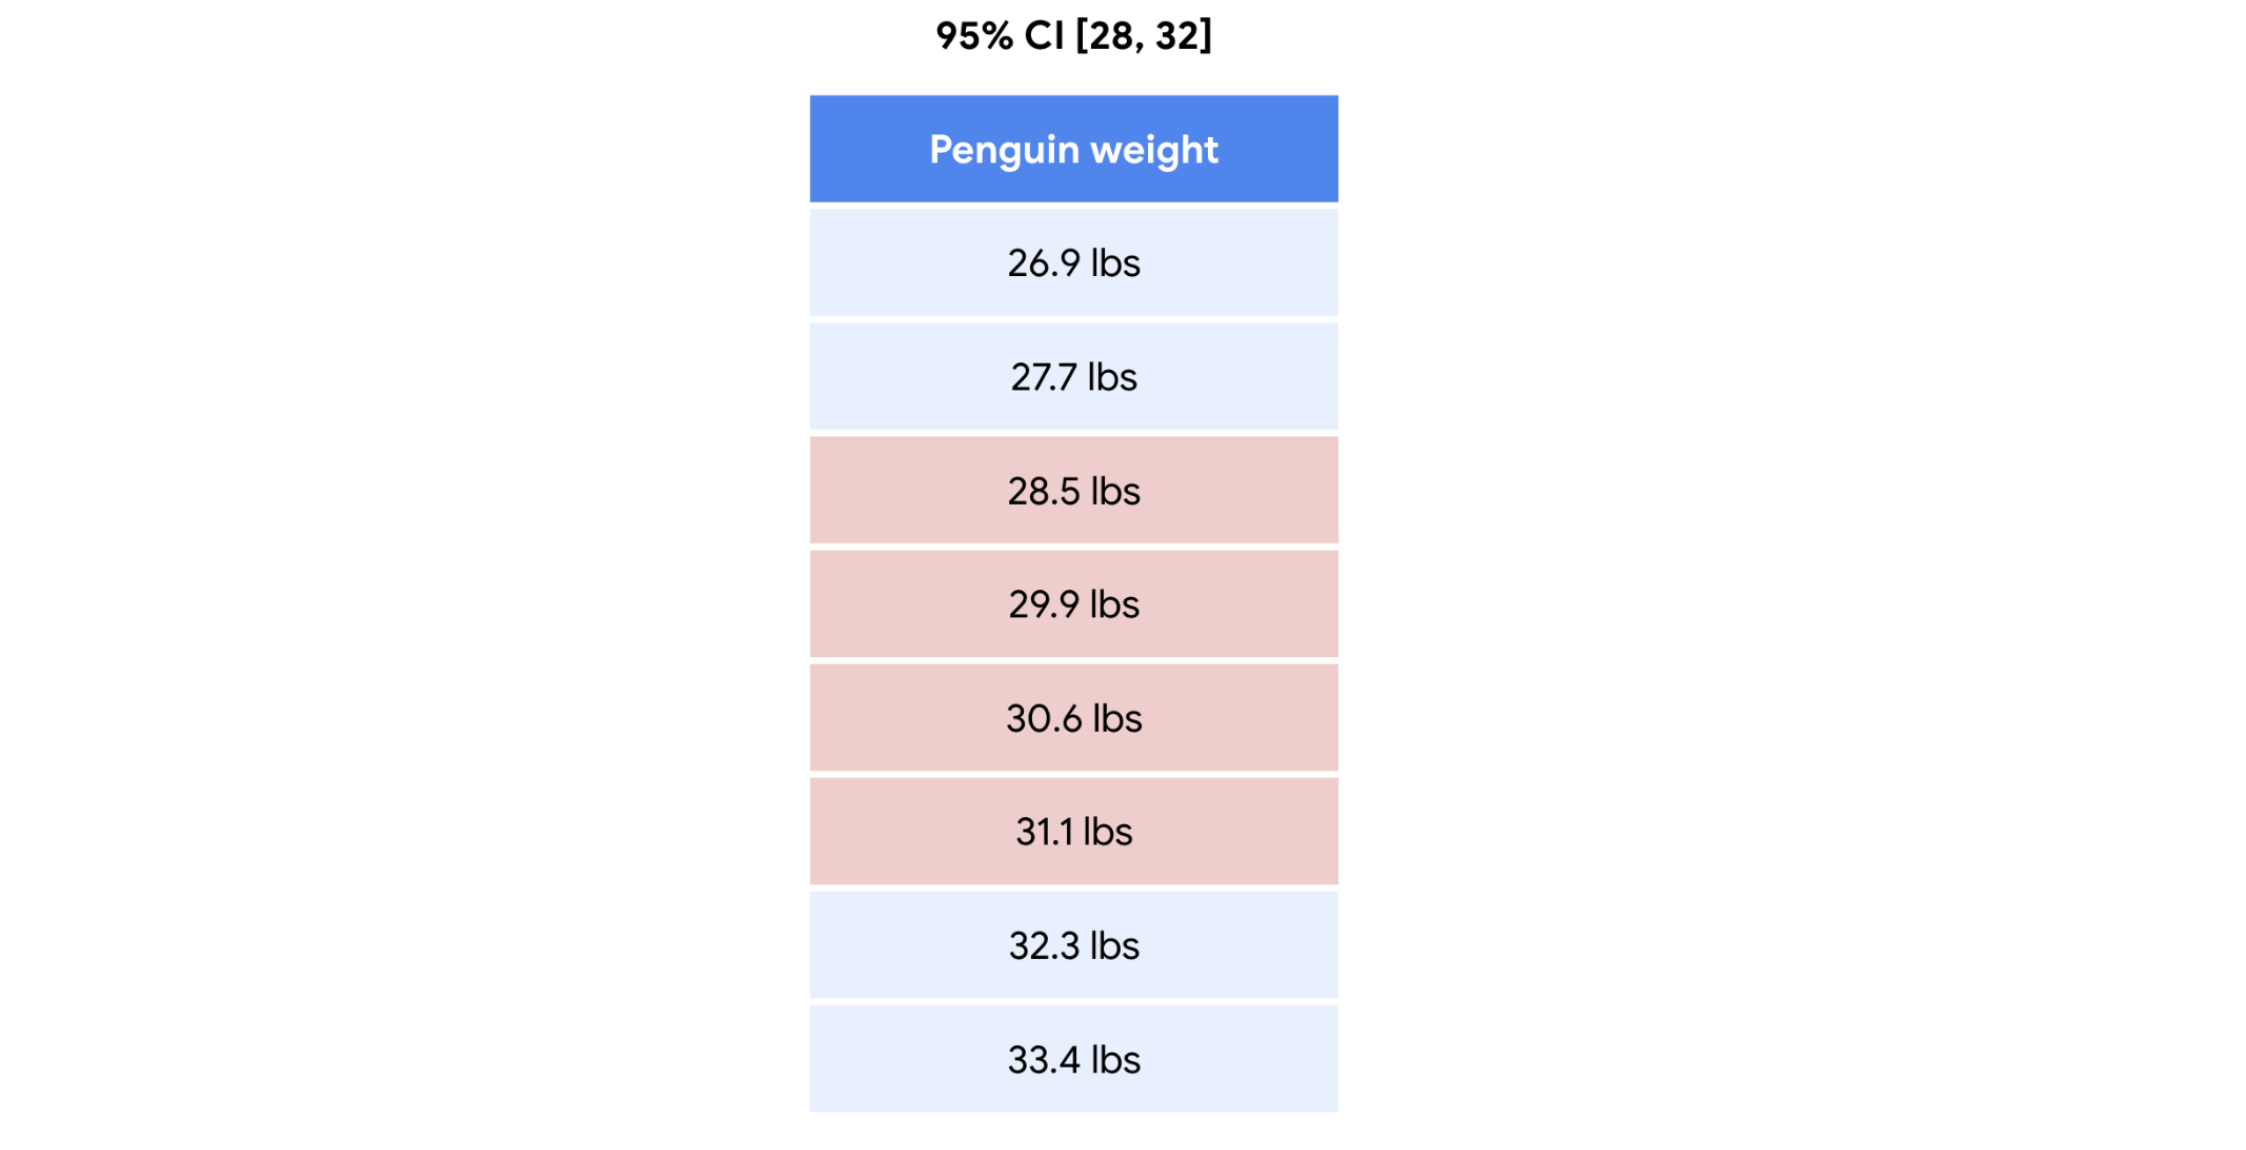 95% CI [28, 32]
Penguin weight
26.9 lbs
27.7 lbs
28.5 lbs
29.9 lbs
30.6 lbs
31.1 lbs
32.3 lbs
33.4 lbs